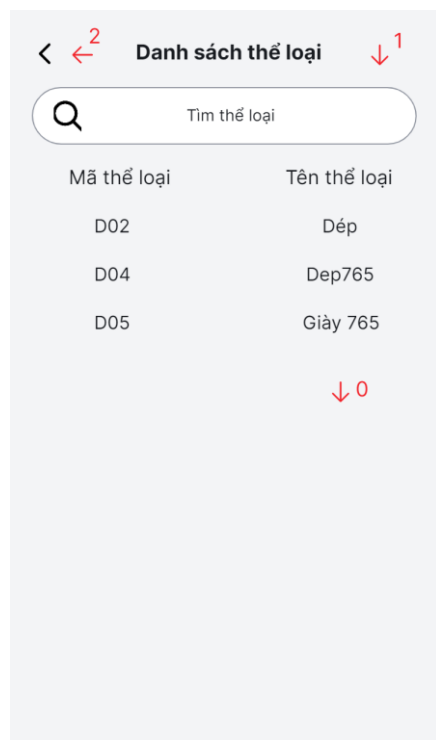 2
Danh sách thể loại
1
Tìm thể loại
Mã thể loại Tên thể loại
D02 Dép
D04 Dep765
D05 Giày 765
0